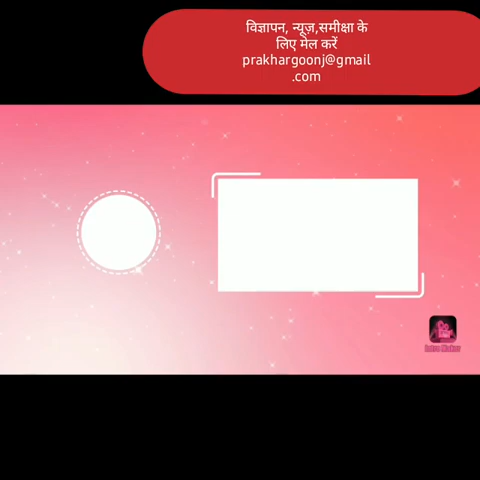 विज्ञापन, न्यूज़,समीक्षा के
लिए मेल करें
prakhargoonj@gmail
.com